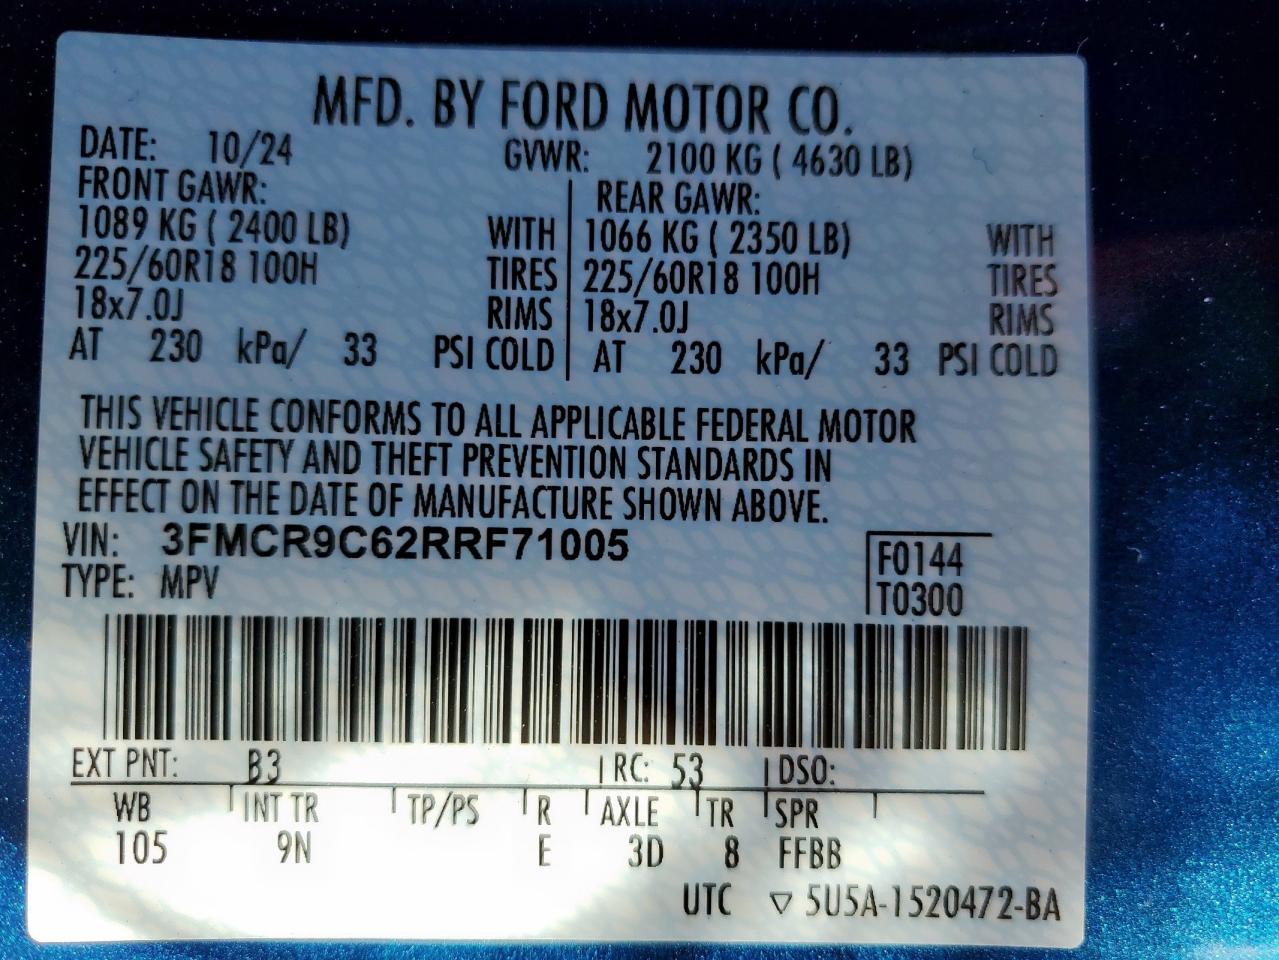 MFD. BY FORD MOTOR CO.
DATE: 10/24 GVWR: 2100 KG ( 4630 LB)
FRONT GAWR: REAR GAWR:
1089 KG ( 2400 LB) WITH 1066 KG ( 2350 LB) WITH
225/60R18 100H TIRES 225/60R18 100H TIRES
18x7.0J RIMS 18x7.0J RIMS
AT 230 kPa/ 33 PSI COLD AT 230 kPa/ 33 PSI COLD
THIS VEHICLE CONFORMS TO ALL APPLICABLE FEDERAL MOTOR
VEHICLE SAFETY AND THEFT PREVENTION STANDARDS IN
EFFECT ON THE DATE OF MANUFACTURE SHOWN ABOVE.
VIN: 3FMCR9C62RRF71005 F0144
TYPE: MPV T0300
EXT PNT: B3 RC: 53 DSO:
WB INT TR TP/PS R AXLE TR SPR
105 9N E 3D 8 FFBB
UTC ▽ 5U5A-1520472-BA